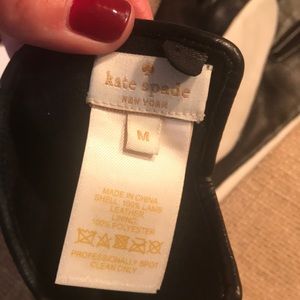 kate spade
NEW YORK
M
MADE IN CHINA
SHELL: 100% LAMB
LEATHER
LINING:
100% POLYESTER
PROFESSIONALLY SPOT
CLEAN ONLY